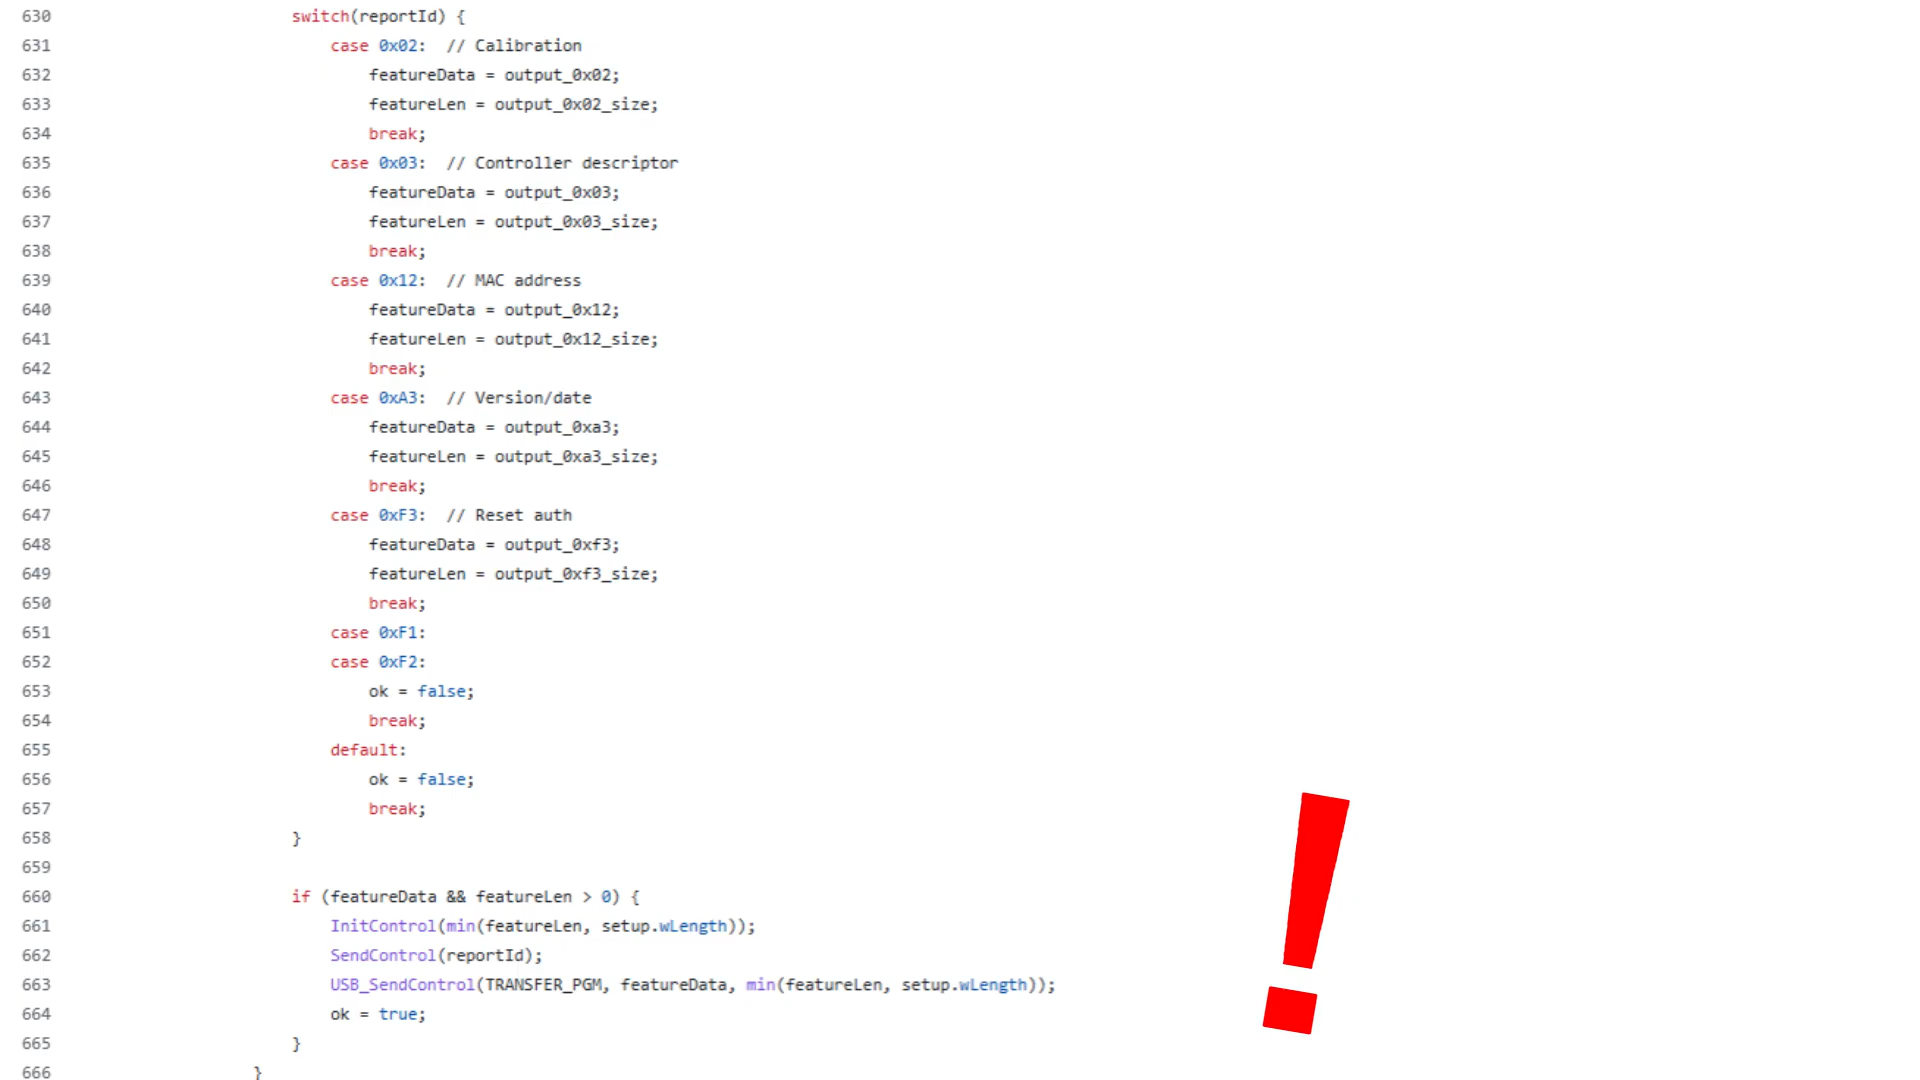 630 switch(reportId) {
631 case 0x02:  // Calibration
632 featureData = output_0x02;
633 featureLen = output_0x02_size;
634 break;
635 case 0x03:  // Controller descriptor
636 featureData = output_0x03;
637 featureLen = output_0x03_size;
638 break;
639 case 0x12:  // MAC address
640 featureData = output_0x12;
641 featureLen = output_0x12_size;
642 break;
643 case 0xA3:  // Version/date
644 featureData = output_0xa3;
645 featureLen = output_0xa3_size;
646 break;
647 case 0xF3:  // Reset auth
648 featureData = output_0xf3;
649 featureLen = output_0xf3_size;
650 break;
651 case 0xF1:
652 case 0xF2:
653 ok = false;
654 break;
655 default:
656 ok = false;
657 break;
658 }
659
660 if (featureData && featureLen > 0) {
661 InitControl(min(featureLen, setup.wLength));
662 SendControl(reportId);
663 USB_SendControl(TRANSFER_PGM, featureData, min(featureLen, setup.wLength));
664 ok = true;
665 }
666 }
!